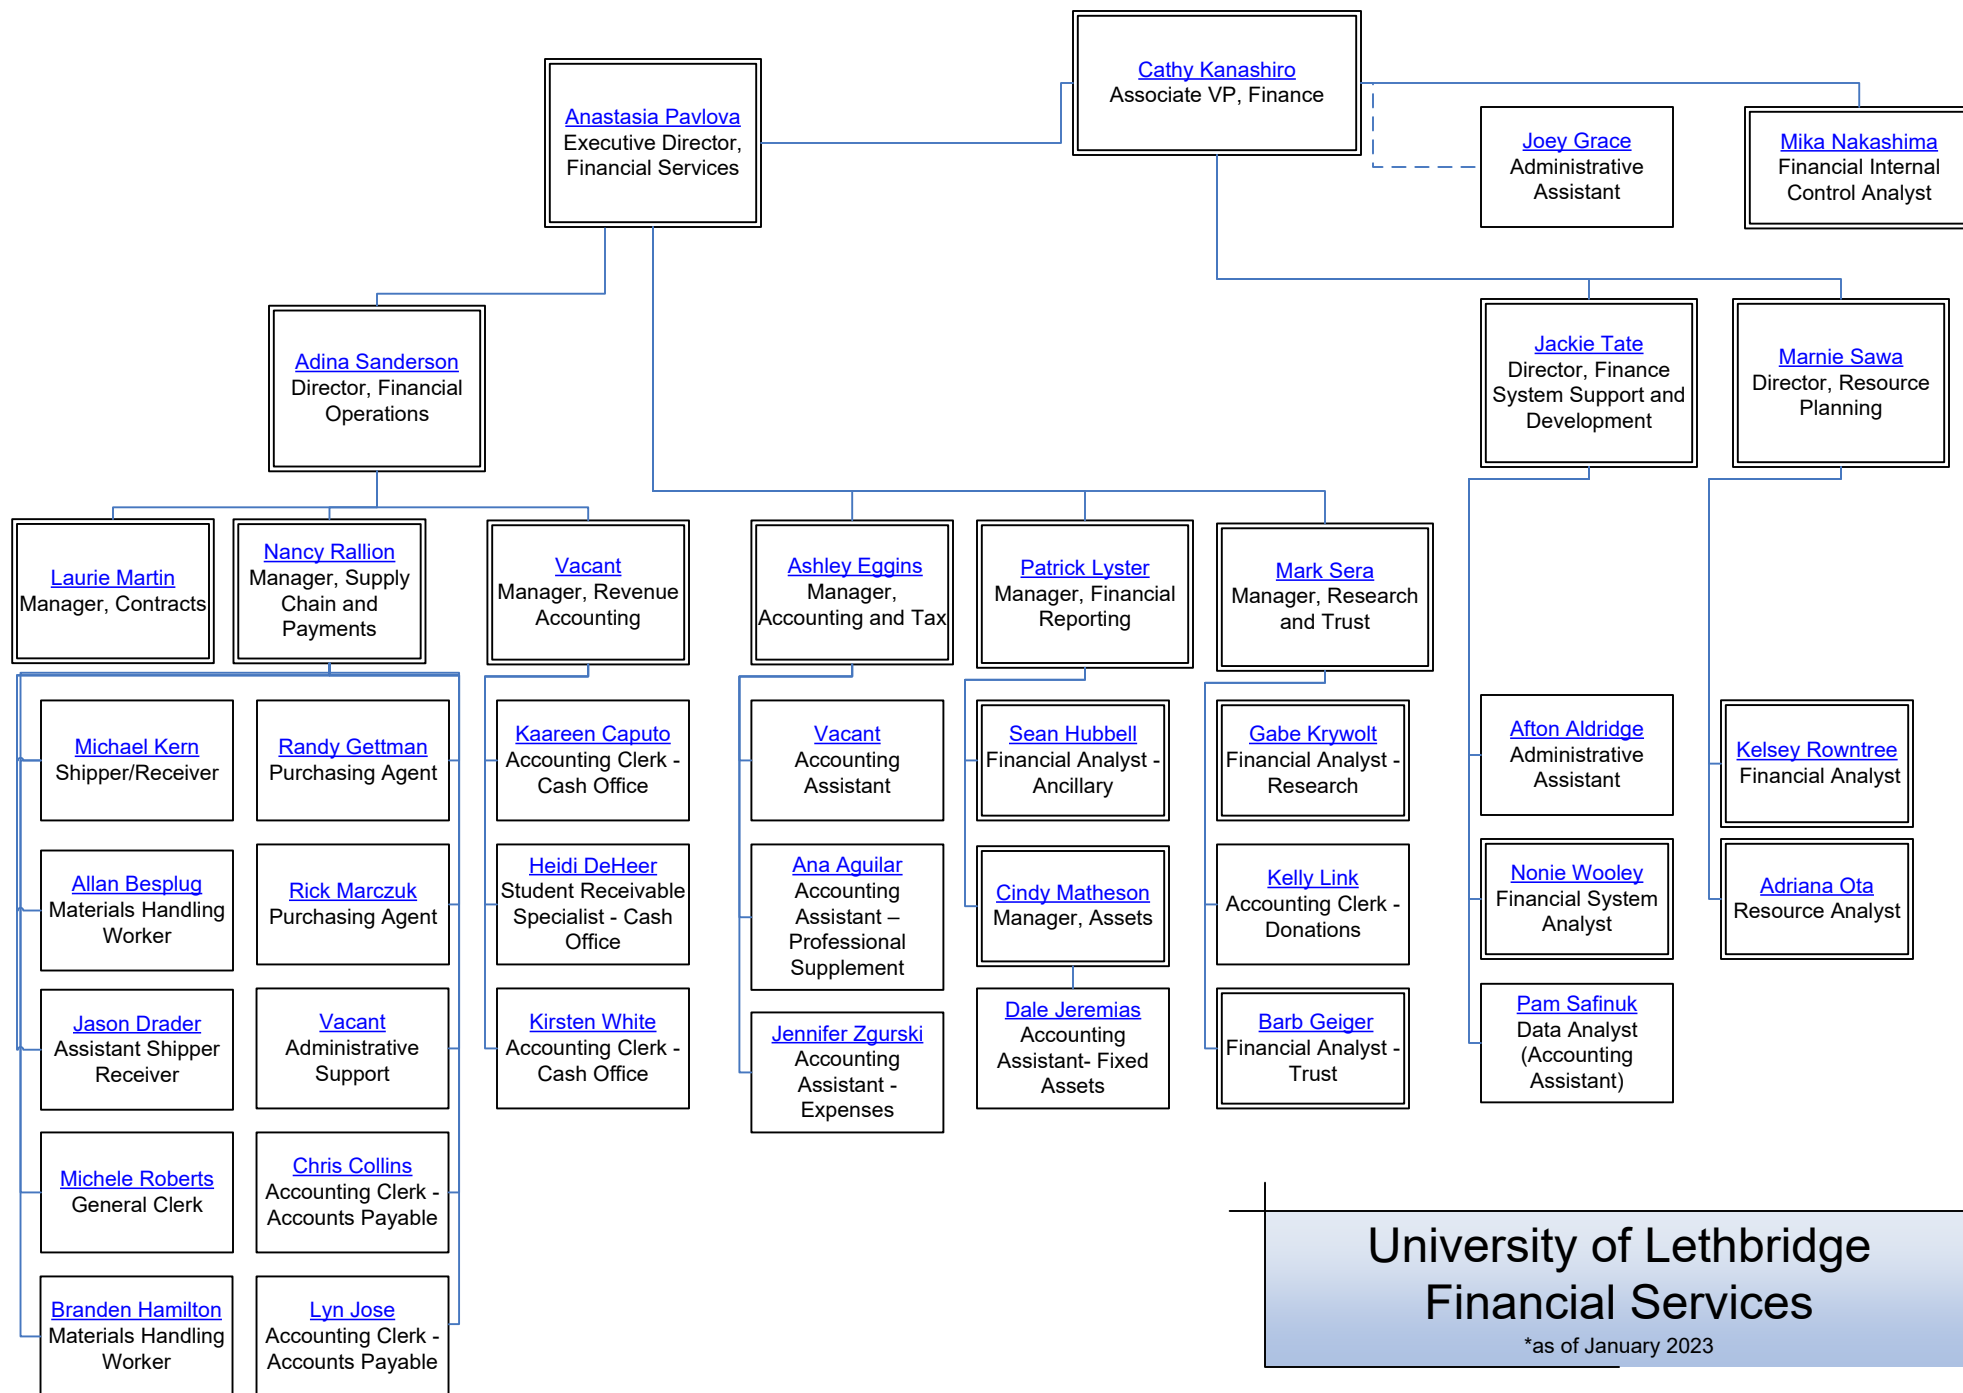 Cathy Kanashiro
Associate VP, Finance
Anastasia Pavlova
Executive Director,
Financial Services
Joey Grace
Administrative
Assistant
Mika Nakashima
Financial Internal
Control Analyst
Adina Sanderson
Director, Financial
Operations
Jackie Tate
Director, Finance
System Support and
Development
Marnie Sawa
Director, Resource
Planning
Laurie Martin
Manager, Contracts
Nancy Rallion
Manager, Supply
Chain and
Payments
Vacant
Manager, Revenue
Accounting
Ashley Eggins
Manager,
Accounting and Tax
Patrick Lyster
Manager, Financial
Reporting
Mark Sera
Manager, Research
and Trust
Michael Kern
Shipper/Receiver
Randy Gettman
Purchasing Agent
Kaareen Caputo
Accounting Clerk -
Cash Office
Vacant
Accounting
Assistant
Sean Hubbell
Financial Analyst -
Ancillary
Gabe Krywolt
Financial Analyst -
Research
Afton Aldridge
Administrative
Assistant
Kelsey Rowntree
Financial Analyst
Allan Besplug
Materials Handling
Worker
Rick Marczuk
Purchasing Agent
Heidi DeHeer
Student Receivable
Specialist - Cash
Office
Ana Aguilar
Accounting
Assistant –
Professional
Supplement
Cindy Matheson
Manager, Assets
Kelly Link
Accounting Clerk -
Donations
Nonie Wooley
Financial System
Analyst
Adriana Ota
Resource Analyst
Jason Drader
Assistant Shipper
Receiver
Vacant
Administrative
Support
Kirsten White
Accounting Clerk -
Cash Office
Jennifer Zgurski
Accounting
Assistant -
Expenses
Dale Jeremias
Accounting
Assistant- Fixed
Assets
Barb Geiger
Financial Analyst -
Trust
Pam Safinuk
Data Analyst
(Accounting
Assistant)
Michele Roberts
General Clerk
Chris Collins
Accounting Clerk -
Accounts Payable
Branden Hamilton
Materials Handling
Worker
Lyn Jose
Accounting Clerk -
Accounts Payable
University of Lethbridge
Financial Services
*as of January 2023